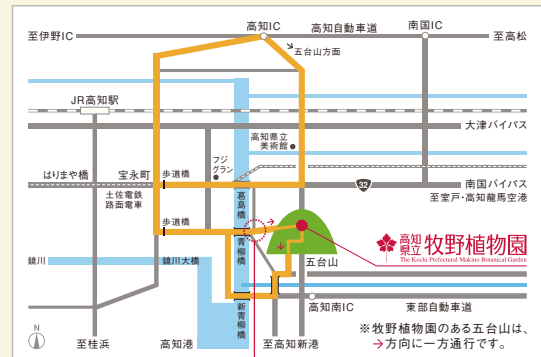 高知IC
高知自動車道
南国IC
至伊野IC
至高松
五台山方面
JR高知駅
大津バイパス
高知県立
美術館
フジ
グラン
はりまや橋
宝永町
歩道橋
葛島橋
32
南国バイパス
至室戸・高知龍馬空港
土佐電鉄
路面電車
歩道橋
青柳橋
高知
県立
牧野植物園
The Kochi Prefectural Makino Botanical Garden
五台山
鏡川
鏡川大橋
新青柳橋
高知南IC
東部自動車道
N
至桂浜
高知港
至高知新港
※牧野植物園のある五台山は、
→方向に一方通行です。